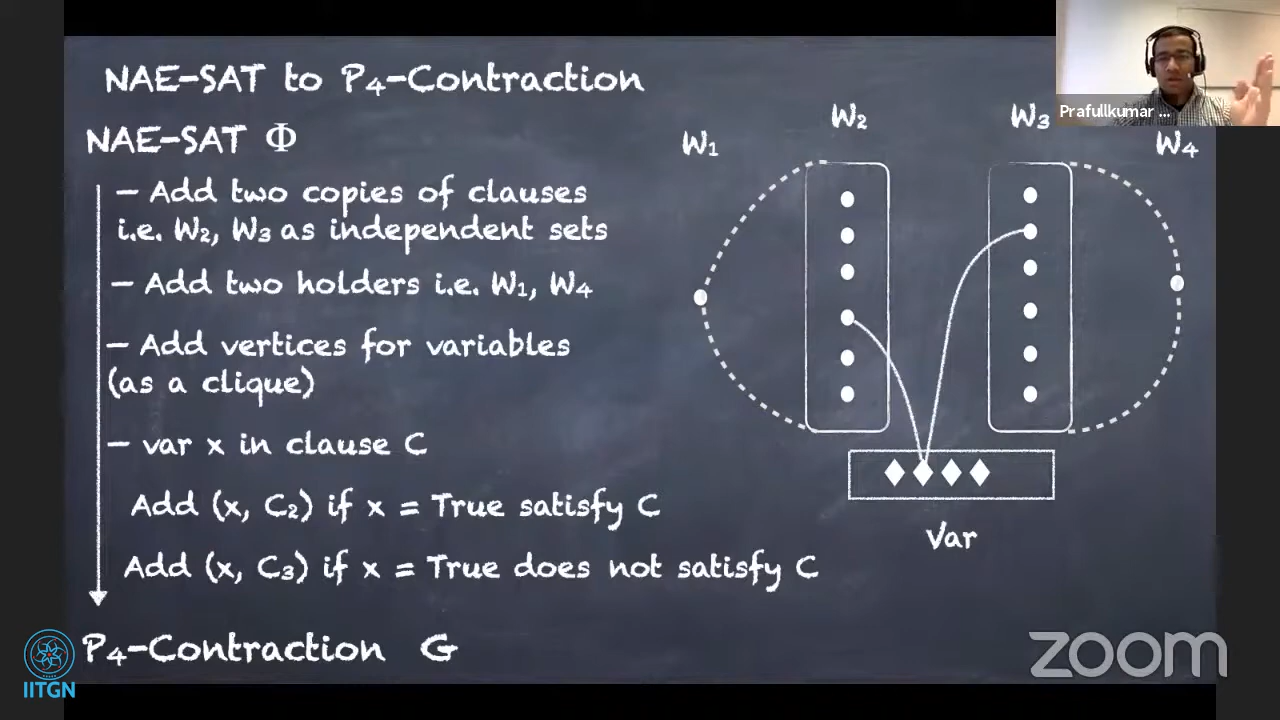 NAE-SAT to P₄-Contraction
NAE-SAT Φ
– Add two copies of clauses
i.e. W₂, W₃ as independent sets
– Add two holders i.e. W₁, W₄
– Add vertices for variables
(as a clique)
– var x in clause C
Add (x, C₂) if x = True satisfy C
Add (x, C₃) if x = True does not satisfy C
P₄-Contraction G
W₁
W₂
W₃
W₄
Var
Prafullkumar ...
zoom
IITGN